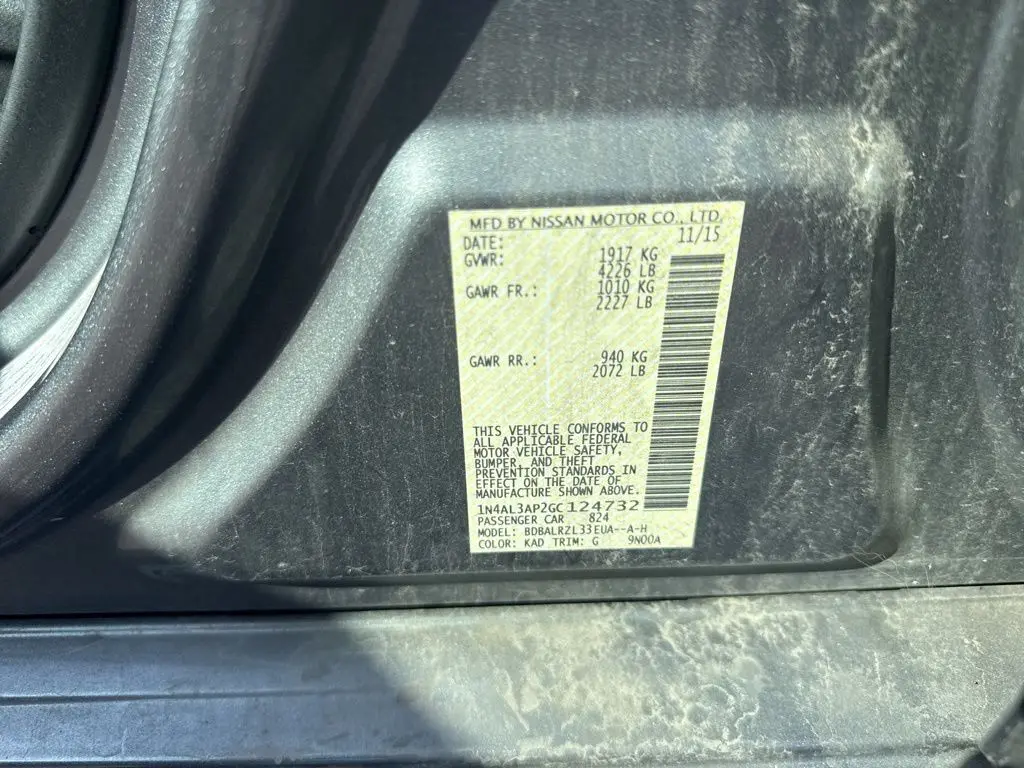 MFD BY NISSAN MOTOR CO., LTD.
DATE: 11/15
GVWR: 1917 KG
4226 LB
GAWR FR.: 1010 KG
2227 LB
GAWR RR.: 940 KG
2072 LB
THIS VEHICLE CONFORMS TO
ALL APPLICABLE FEDERAL
MOTOR VEHICLE SAFETY,
BUMPER, AND THEFT
PREVENTION STANDARDS IN
EFFECT ON THE DATE OF
MANUFACTURE SHOWN ABOVE.
1N4AL3AP2GC124732
PASSENGER CAR 824
MODEL: BDBALRZL33EUA--A-H
COLOR: KAD TRIM: G 9N00A